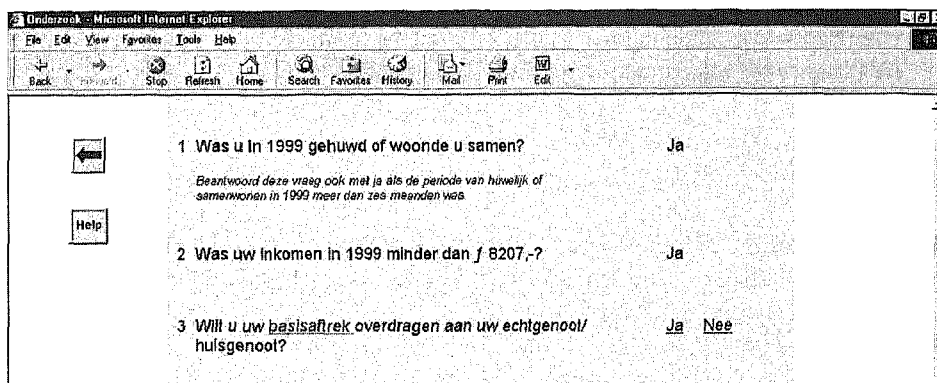 Onderzoek - Microsoft Internet Explorer
File Edit View Favorites Tools Help
Back Forward Stop Refresh Home Search Favorites History Mail Print Edit
1 Was u in 1999 gehuwd of woonde u samen? Ja
Beantwoord deze vraag ook met ja als de periode van huwelijk of
samenwonen in 1999 meer dan zes maanden was.
Help
2 Was uw inkomen in 1999 minder dan ƒ 8207,-? Ja
3 Wilt u uw basisaftrek overdragen aan uw echtgenoot/ Ja Nee
huisgenoot?